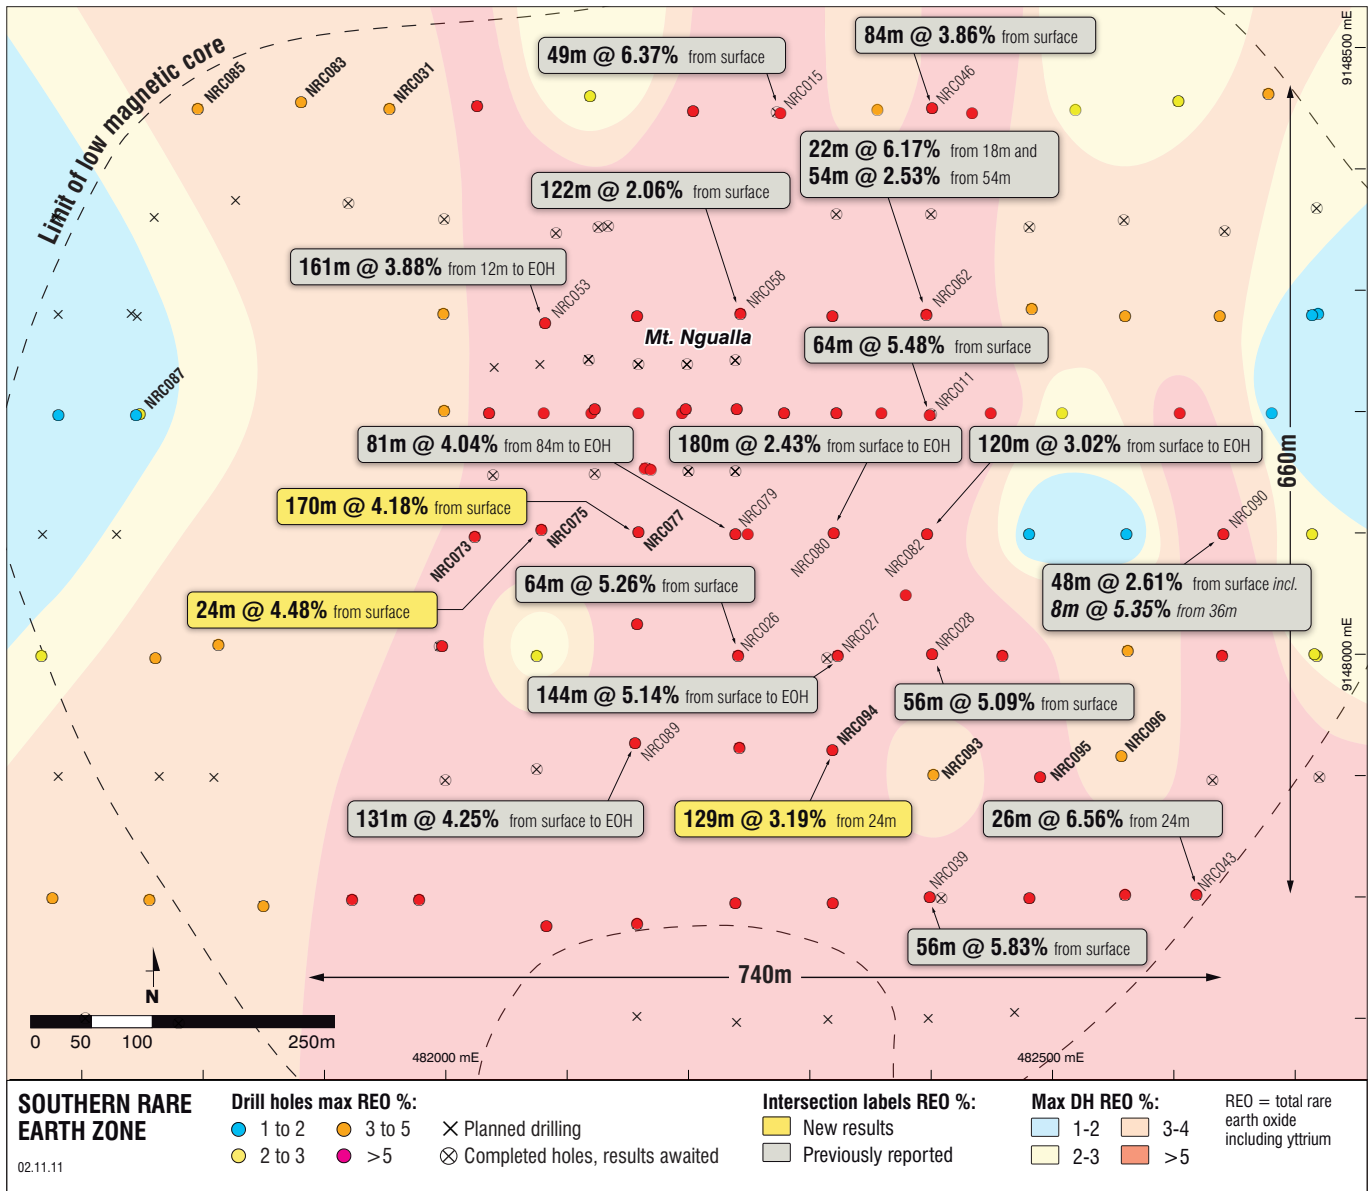 Limit of low magnetic core
NRC085
NRC083
NRC031
49m @ 6.37% from surface
NRC015
84m @ 3.86% from surface
NRC046
9148500 mE
22m @ 6.17% from 18m and
54m @ 2.53% from 54m
122m @ 2.06% from surface
161m @ 3.88% from 12m to EOH
NRC053
NRC058
NRC062
Mt. Ngualla
64m @ 5.48% from surface
NRC087
NRC011
81m @ 4.04% from 84m to EOH
180m @ 2.43% from surface to EOH
120m @ 3.02% from surface to EOH
660m
170m @ 4.18% from surface
NRC073
NRC075
NRC077
NRC079
NRC080
NRC082
NRC090
24m @ 4.48% from surface
64m @ 5.26% from surface
48m @ 2.61% from surface incl.
8m @ 5.35% from 36m
NRC026
NRC027
NRC028
9148000 mE
144m @ 5.14% from surface to EOH
56m @ 5.09% from surface
NRC089
NRC094
NRC093
NRC095
NRC096
131m @ 4.25% from surface to EOH
129m @ 3.19% from 24m
26m @ 6.56% from 24m
NRC039
NRC043
56m @ 5.83% from surface
740m
N
0 50 100 250m
482000 mE
482500 mE
SOUTHERN RARE
EARTH ZONE
02.11.11
Drill holes max REO %:
1 to 2
3 to 5
2 to 3
>5
Planned drilling
Completed holes, results awaited
Intersection labels REO %:
New results
Previously reported
Max DH REO %:
1-2
3-4
2-3
>5
REO = total rare
earth oxide
including yttrium